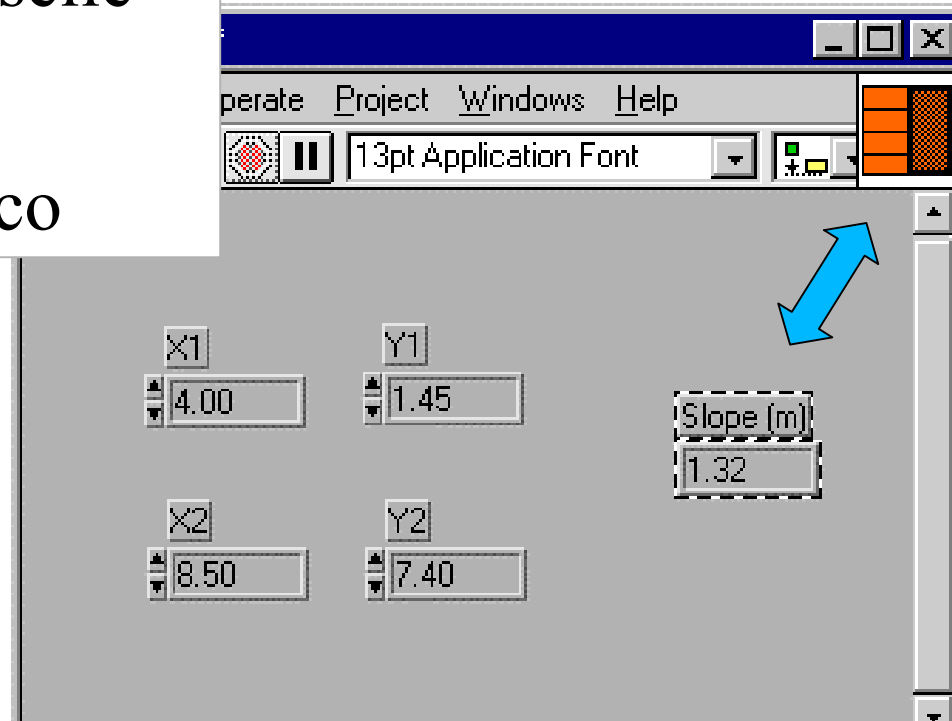 perate Project Windows Help
13pt Application Font
co
X1 Y1
4.00 1.45
Slope (m)
1.32
X2 Y2
8.50 7.40